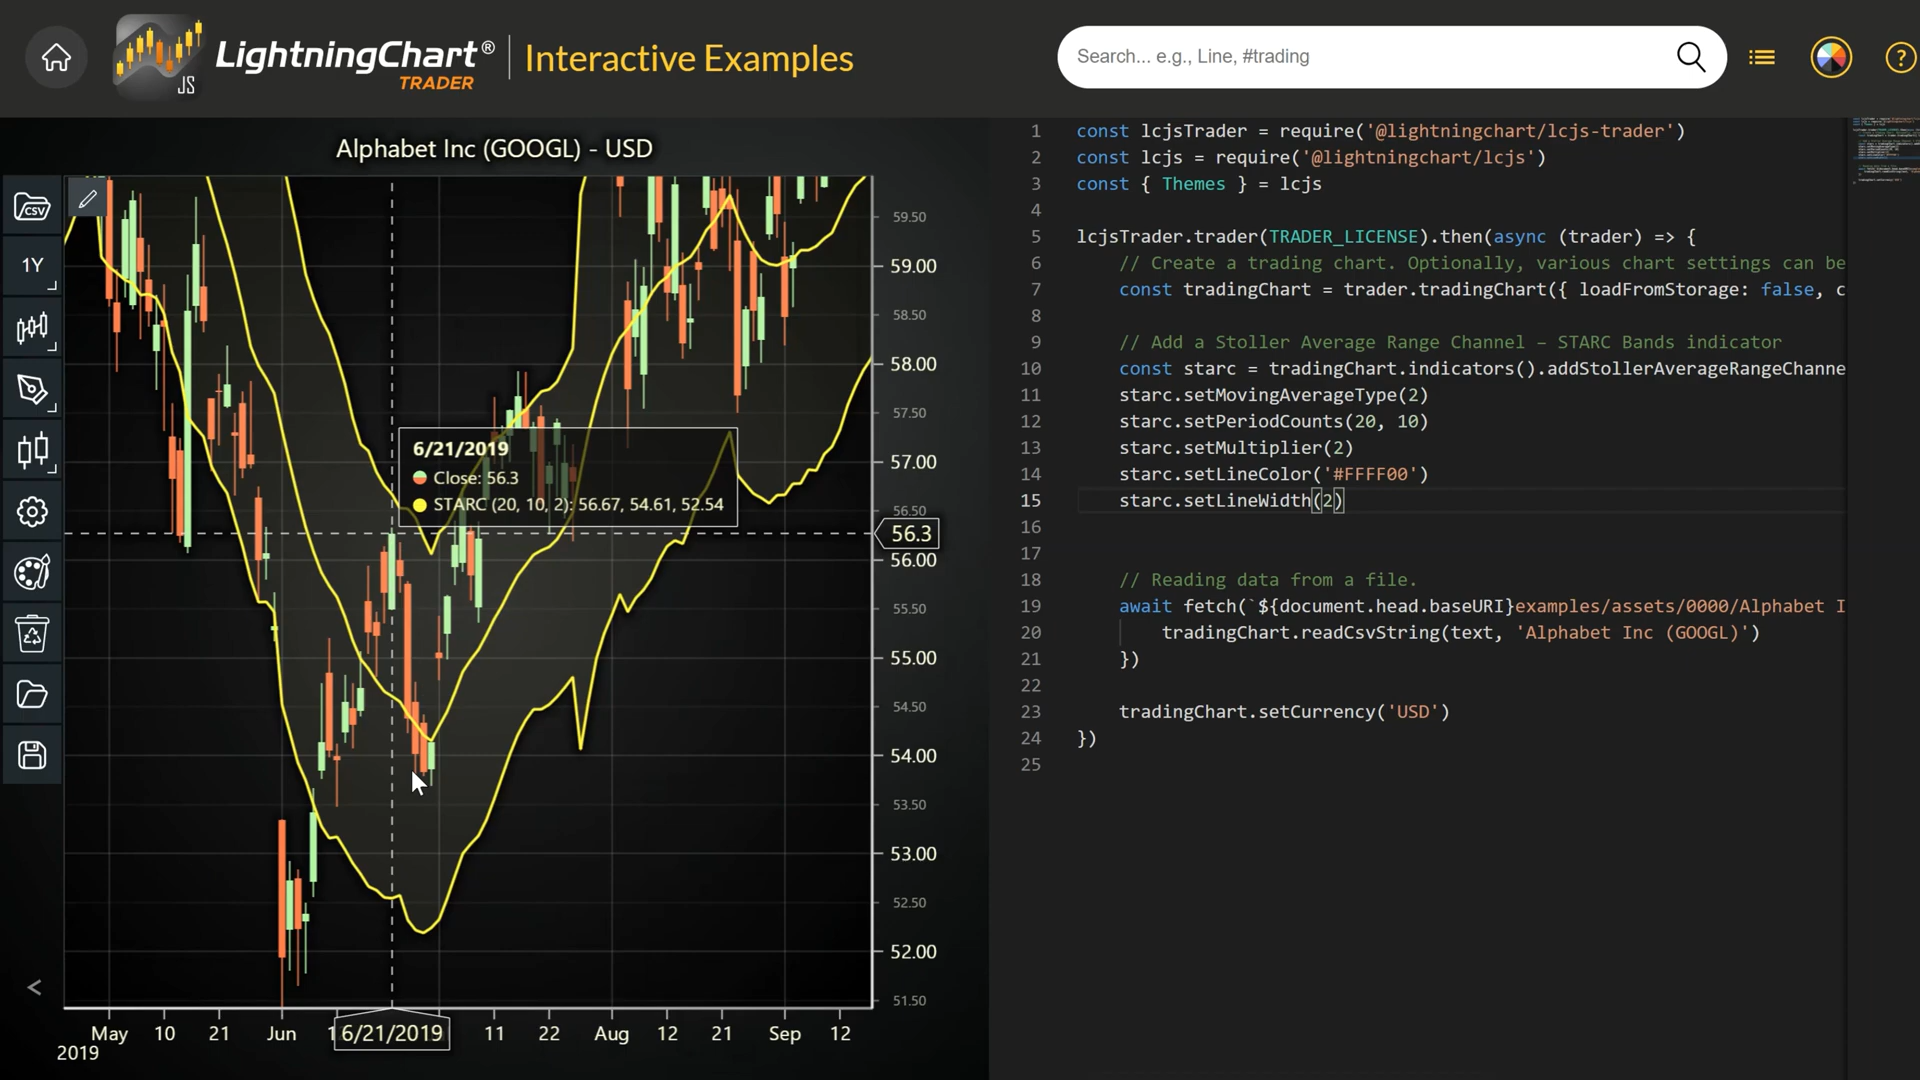 LightningChart®
TRADER
JS
Interactive Examples
Search... e.g., Line, #trading
?
Alphabet Inc (GOOGL) - USD
CSV
1Y
59.50
59.00
58.50
58.00
57.50
57.00
56.50
56.3
56.00
55.50
55.00
54.50
54.00
53.50
53.00
52.50
52.00
51.50
6/21/2019
Close: 56.3
STARC (20, 10, 2): 56.67, 54.61, 52.54
<
May 10 21 Jun 6/21/2019 11 22 Aug 12 21 Sep 12
2019
1 const lcjsTrader = require('@lightningchart/lcjs-trader')
2 const lcjs = require('@lightningchart/lcjs')
3 const { Themes } = lcjs
4
5 lcjsTrader.trader(TRADER_LICENSE).then(async (trader) => {
6 // Create a trading chart. Optionally, various chart settings can be
7 const tradingChart = trader.tradingChart({ loadFromStorage: false, c
8
9 // Add a Stoller Average Range Channel – STARC Bands indicator
10 const starc = tradingChart.indicators().addStollerAverageRangeChanne
11 starc.setMovingAverageType(2)
12 starc.setPeriodCounts(20, 10)
13 starc.setMultiplier(2)
14 starc.setLineColor('#FFFF00')
15 starc.setLineWidth(2)
16
17
18 // Reading data from a file.
19 await fetch(`${document.head.baseURI}examples/assets/0000/Alphabet I
20 tradingChart.readCsvString(text, 'Alphabet Inc (GOOGL)')
21 })
22
23 tradingChart.setCurrency('USD')
24 })
25